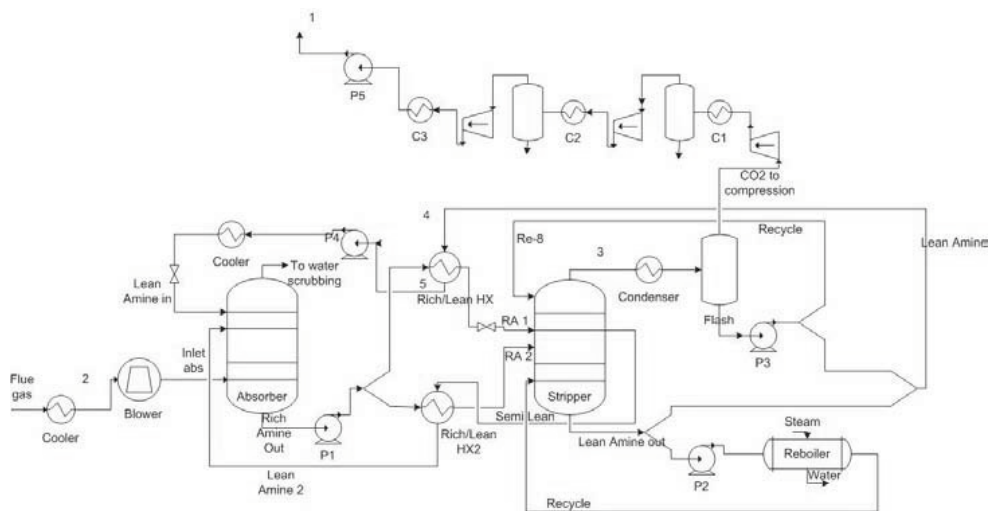 1
P5
C3
C2
C1
CO2 to
compression
4
Recycle
Re-8
Lean Amine
P4
Cooler
To water
scrubbing
3
5
Rich/Lean HX
Condenser
Lean
Amine in
RA 1
Flash
RA 2
P3
Inlet
abs
Flue
gas
2
Absorber
Stripper
Blower
Cooler
Semi Lean
Rich
Amine
Out
P1
Rich/Lean
HX2
Lean Amine out
Steam
Reboiler
Water
P2
Lean
Amine 2
Recycle